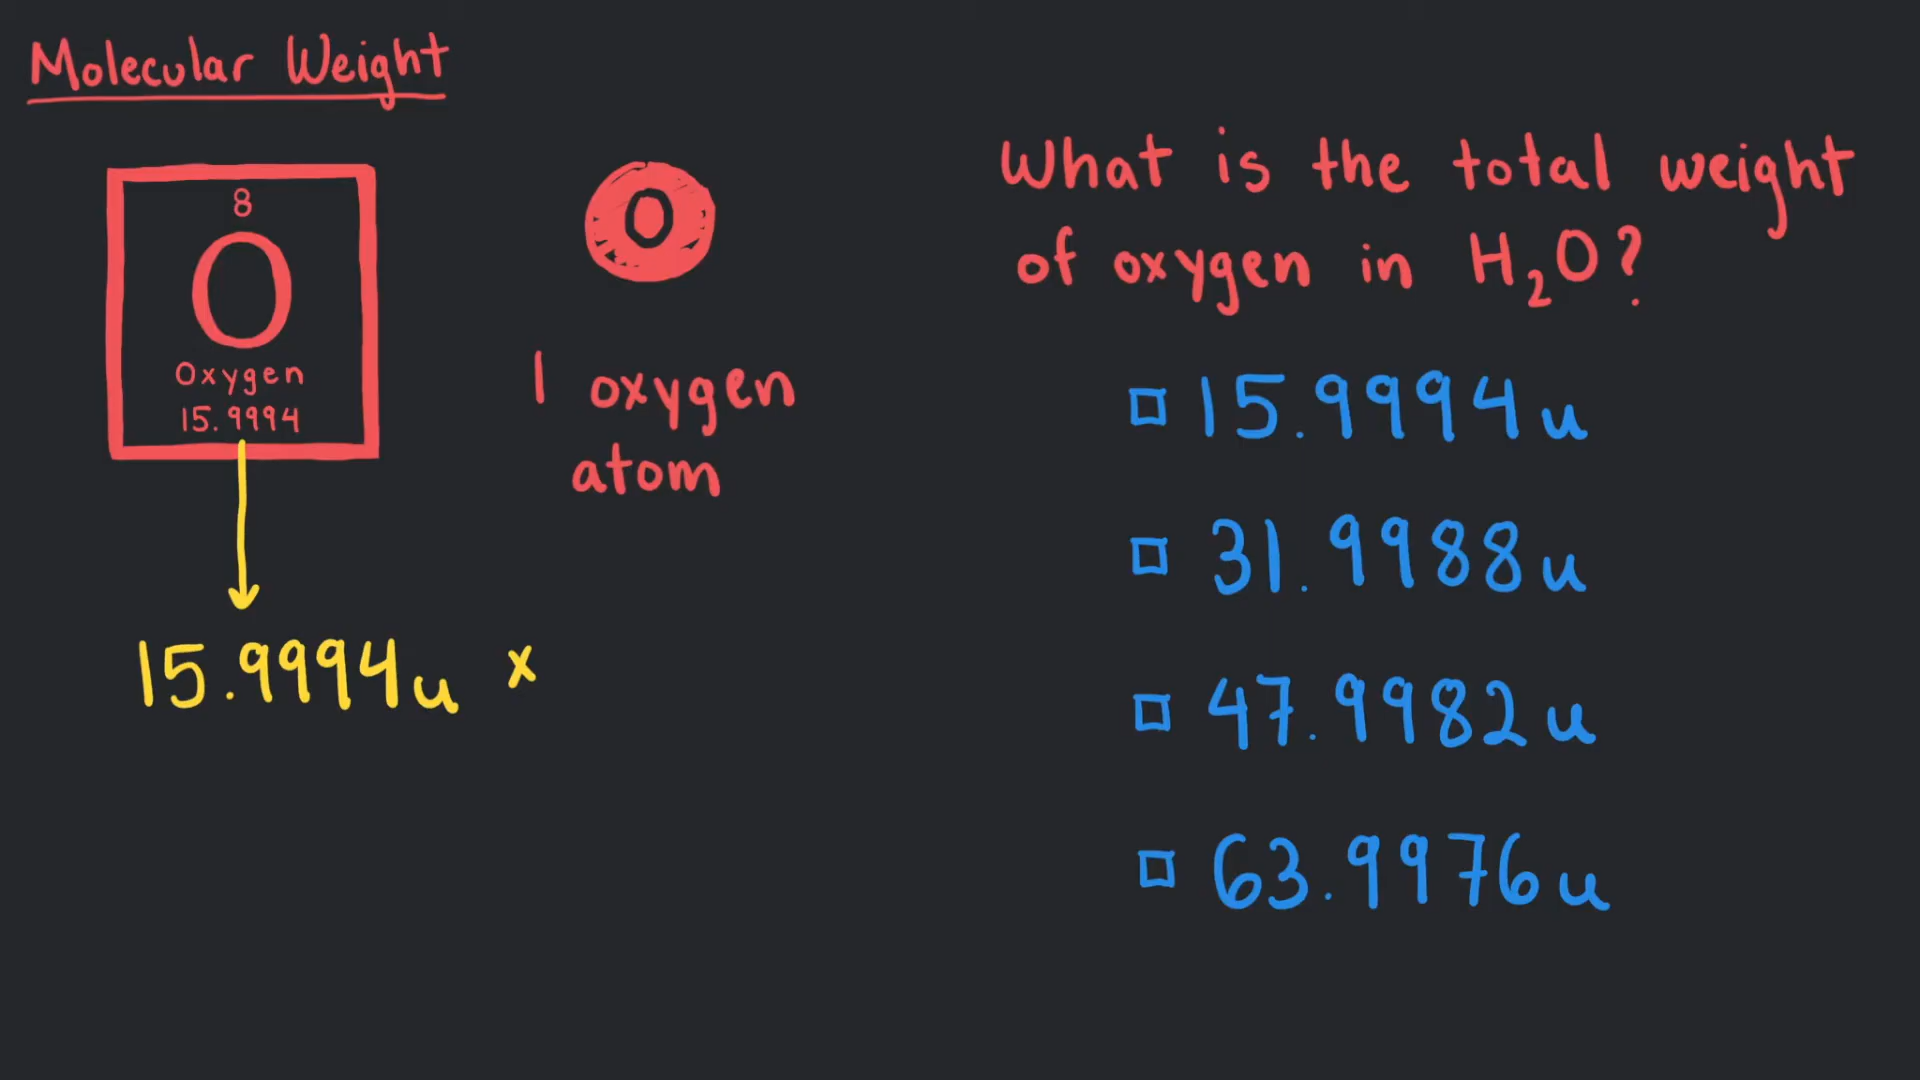 Molecular Weight
8
O
Oxygen
15.9994
O
1 oxygen
atom
15.9994u ×
What is the total weight
of oxygen in H₂O?
□ 15.9994u
□ 31.9988u
□ 47.9982u
□ 63.9976u